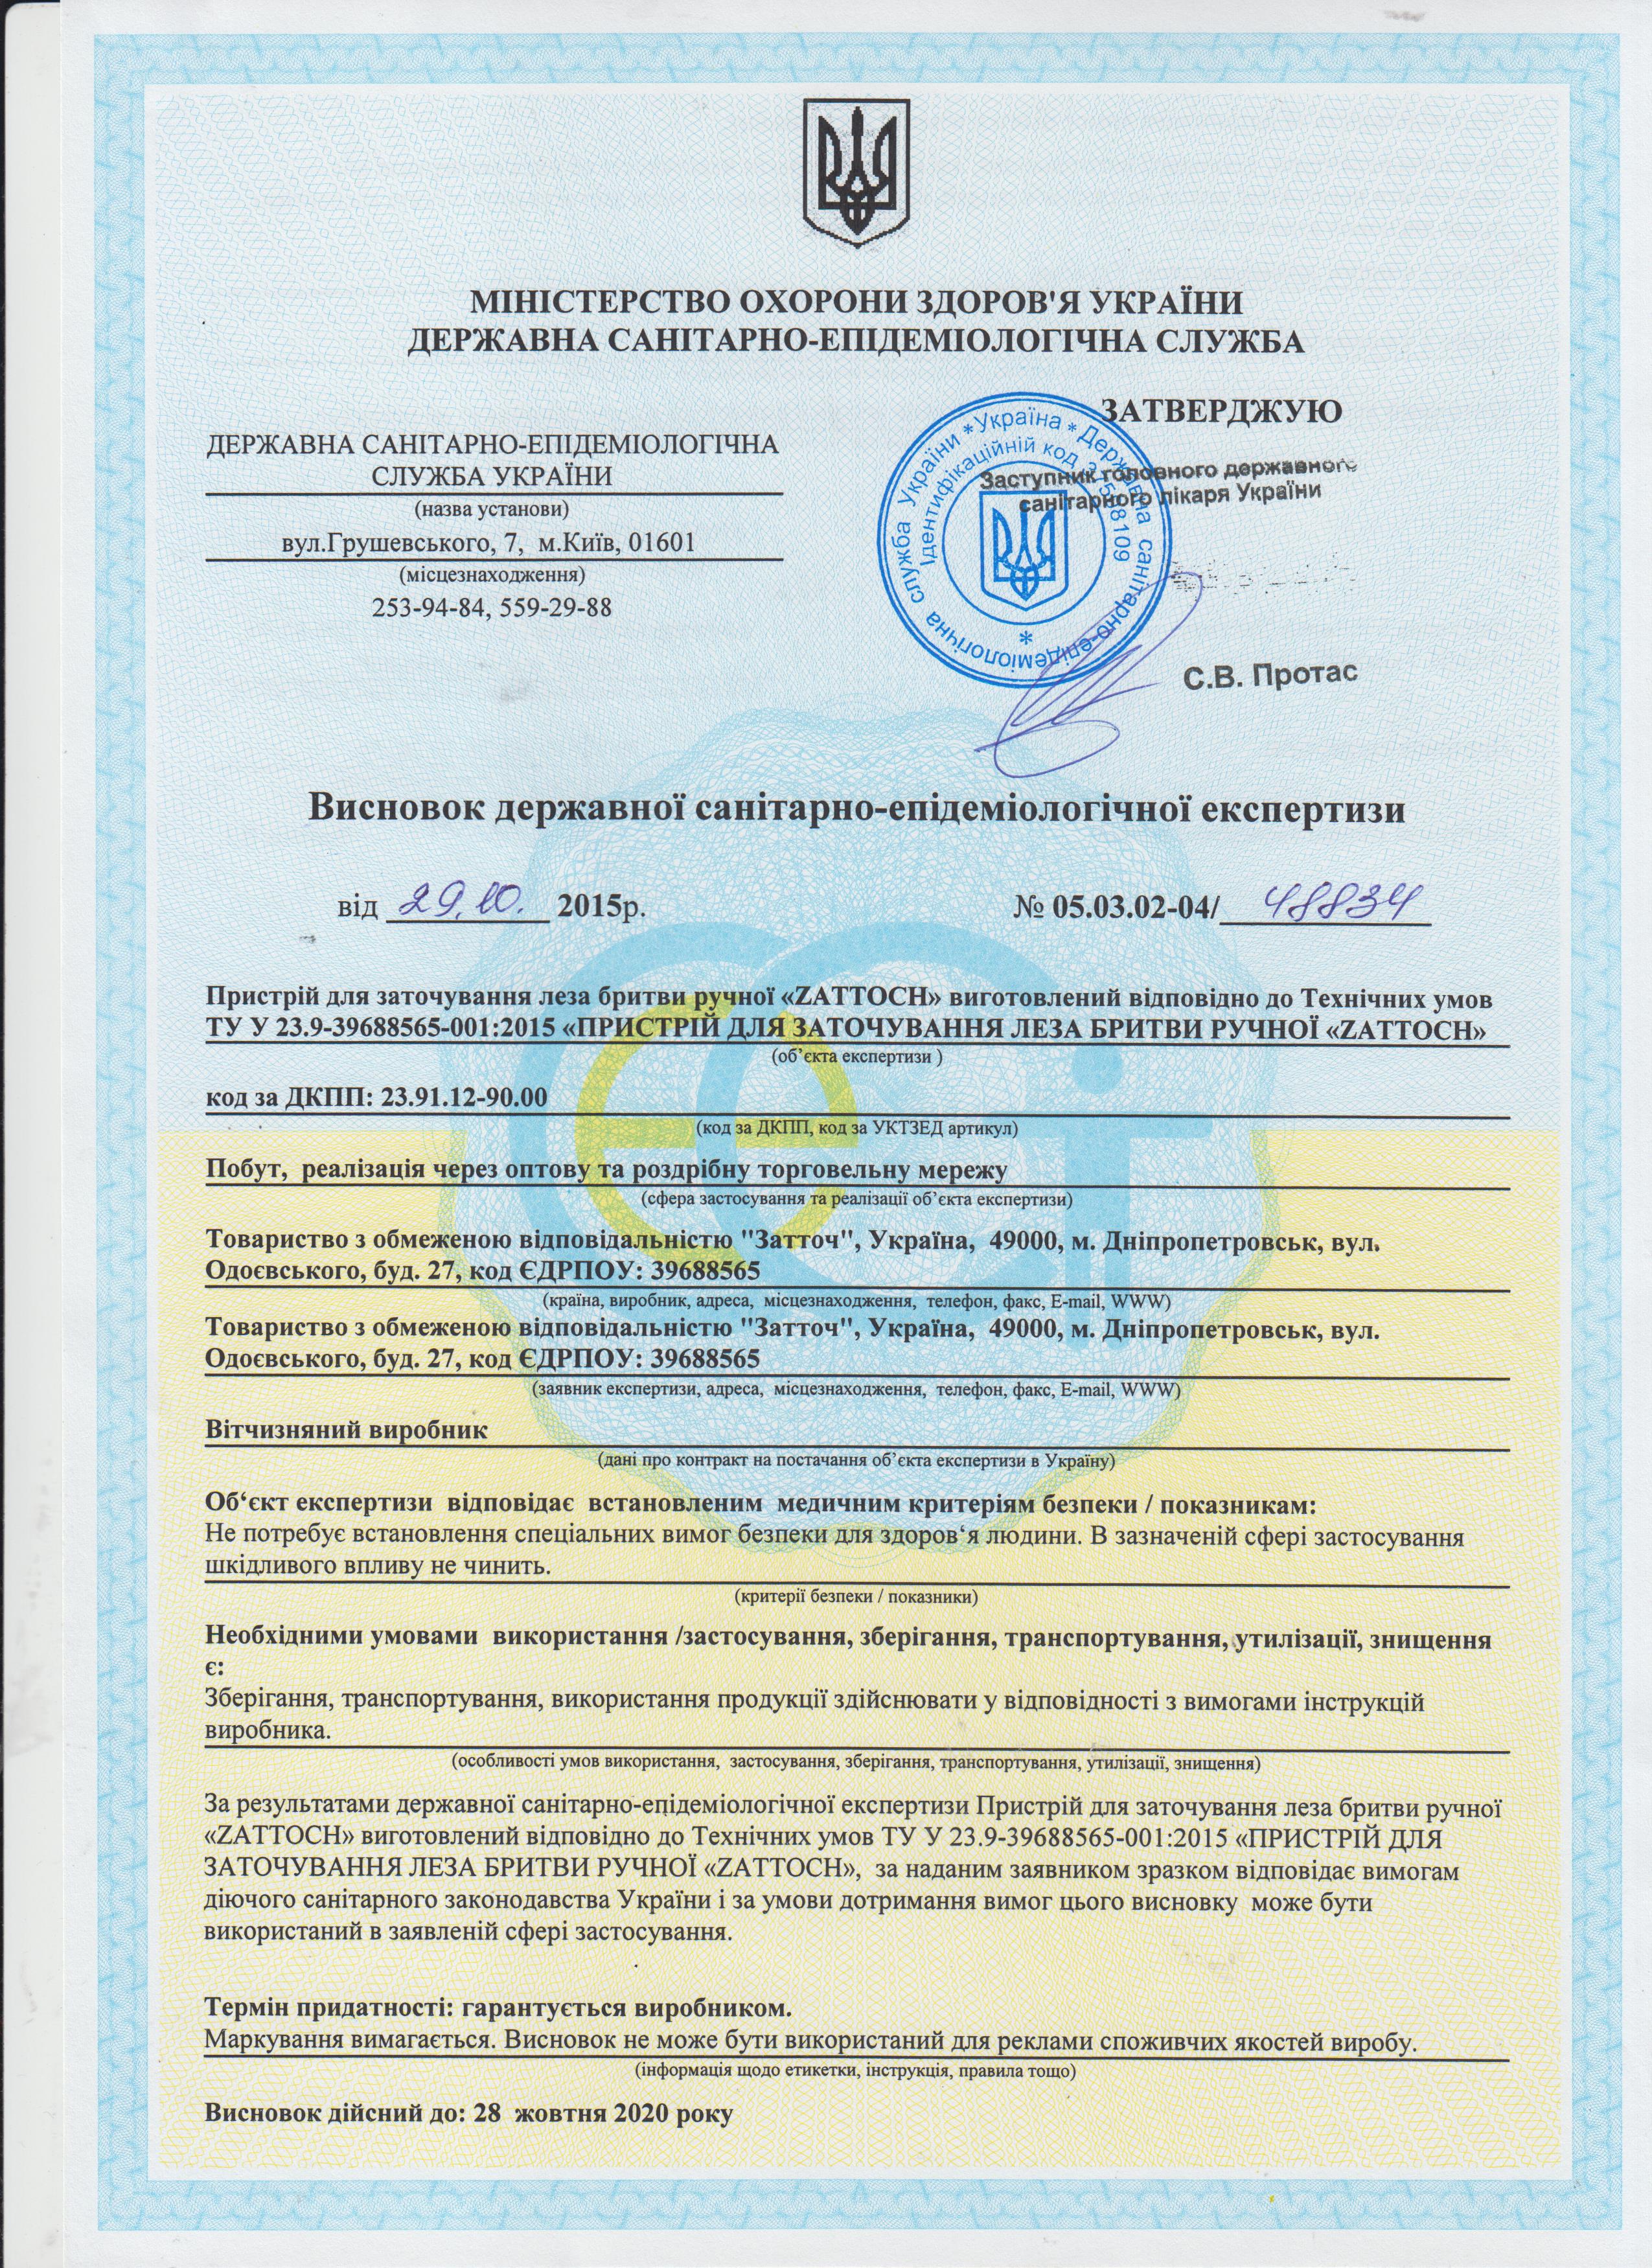 МІНІСТЕРСТВО ОХОРОНИ ЗДОРОВ'Я УКРАЇНИ
ДЕРЖАВНА САНІТАРНО-ЕПІДЕМІОЛОГІЧНА СЛУЖБА
ЗАТВЕРДЖУЮ
ДЕРЖАВНА САНІТАРНО-ЕПІДЕМІОЛОГІЧНА
СЛУЖБА УКРАЇНИ
(назва установи)
вул.Грушевського, 7, м.Київ, 01601
(місцезнаходження)
253-94-84, 559-29-88
Заступник головного державного
санітарного лікаря України
* Україна * Державна санітарно-епідеміологічна служба України
Ідентифікаційний код
*
С.В. Протас
Висновок державної санітарно-епідеміологічної експертизи
від 29.10. 2015р.
№ 05.03.02-04/ 48834
Пристрій для заточування леза бритви ручної «ZATTOCH» виготовлений відповідно до Технічних умов
ТУ У 23.9-39688565-001:2015 «ПРИСТРІЙ ДЛЯ ЗАТОЧУВАННЯ ЛЕЗА БРИТВИ РУЧНОЇ «ZATTOCH»
(об’єкта експертизи )
код за ДКПП: 23.91.12-90.00
(код за ДКПП, код за УКТЗЕД артикул)
Побут, реалізація через оптову та роздрібну торговельну мережу
(сфера застосування та реалізації об’єкта експертизи)
Товариство з обмеженою відповідальністю "Затточ", Україна, 49000, м. Дніпропетровськ, вул.
Одоєвського, буд. 27, код ЄДРПОУ: 39688565
(країна, виробник, адреса, місцезнаходження, телефон, факс, E-mail, WWW)
Товариство з обмеженою відповідальністю "Затточ", Україна, 49000, м. Дніпропетровськ, вул.
Одоєвського, буд. 27, код ЄДРПОУ: 39688565
(заявник експертизи, адреса, місцезнаходження, телефон, факс, E-mail, WWW)
Вітчизняний виробник
(дані про контракт на постачання об’єкта експертизи в Україну)
Об‘єкт експертизи відповідає встановленим медичним критеріям безпеки / показникам:
Не потребує встановлення спеціальних вимог безпеки для здоров‘я людини. В зазначеній сфері застосування
шкідливого впливу не чинить.
(критерії безпеки / показники)
Необхідними умовами використання /застосування, зберігання, транспортування, утилізації, знищення
є:
Зберігання, транспортування, використання продукції здійснювати у відповідності з вимогами інструкцій
виробника.
(особливості умов використання, застосування, зберігання, транспортування, утилізації, знищення)
За результатами державної санітарно-епідеміологічної експертизи Пристрій для заточування леза бритви ручної
«ZATTOCH» виготовлений відповідно до Технічних умов ТУ У 23.9-39688565-001:2015 «ПРИСТРІЙ ДЛЯ
ЗАТОЧУВАННЯ ЛЕЗА БРИТВИ РУЧНОЇ «ZATTOCH», за наданим заявником зразком відповідає вимогам
діючого санітарного законодавства України і за умови дотримання вимог цього висновку може бути
використаний в заявленій сфері застосування.
Термін придатності: гарантується виробником.
Маркування вимагається. Висновок не може бути використаний для реклами споживчих якостей виробу.
(інформація щодо етикетки, інструкція, правила тощо)
Висновок дійсний до: 28 жовтня 2020 року